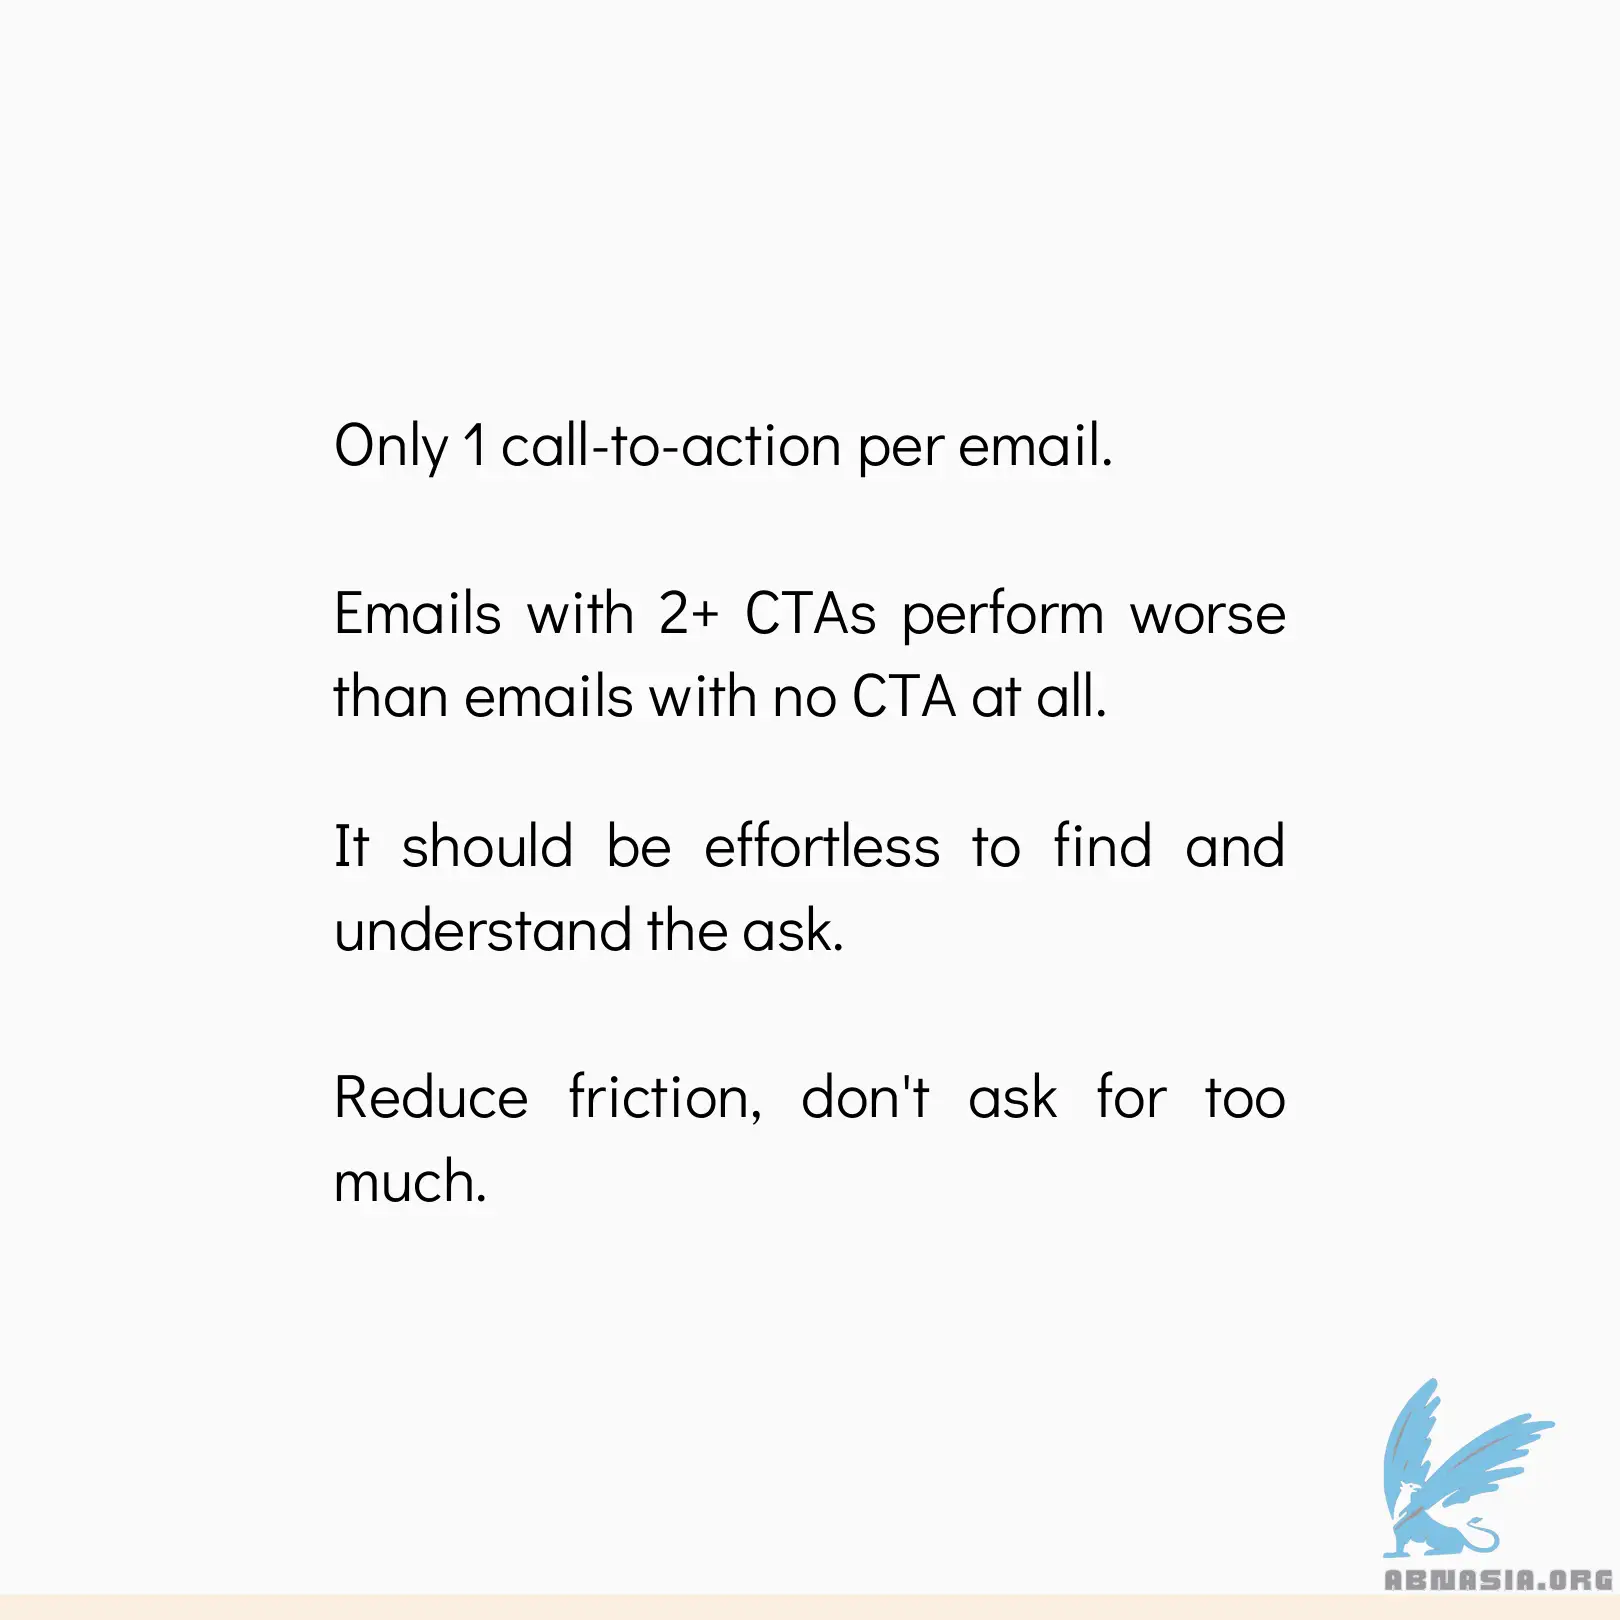 Only 1 call-to-action per email.
Emails with 2+ CTAs perform worse
than emails with no CTA at all.
It should be effortless to find and
understand the ask.
Reduce friction, don't ask for too
much.
ABNASIA.ORG